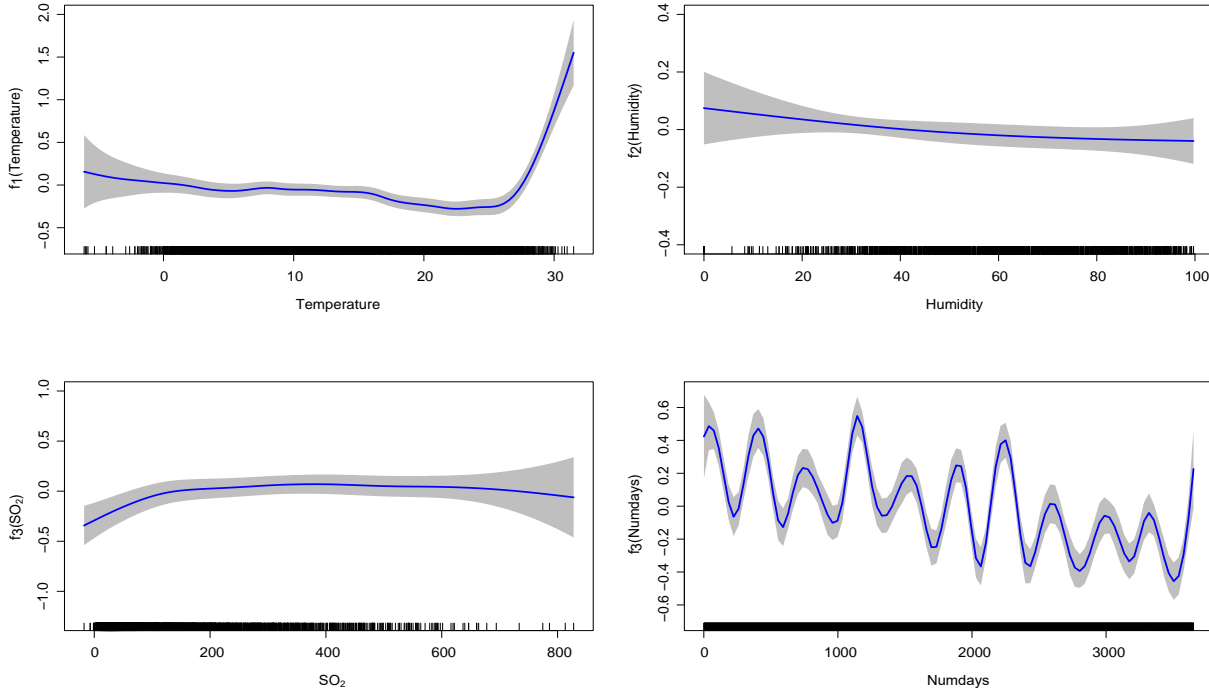 f1(Temperature)
−0.5 0.0 0.5 1.0 1.5 2.0
0 10 20 30
Temperature
f2(Humidity)
−0.4 −0.2 0.0 0.2 0.4
0 20 40 60 80 100
Humidity
f3(SO2)
−1.0 −0.5 0.0 0.5 1.0
0 200 400 600 800
SO2
f3(Numdays)
−0.6 −0.4 −0.2 0.0 0.2 0.4 0.6
0 1000 2000 3000
Numdays